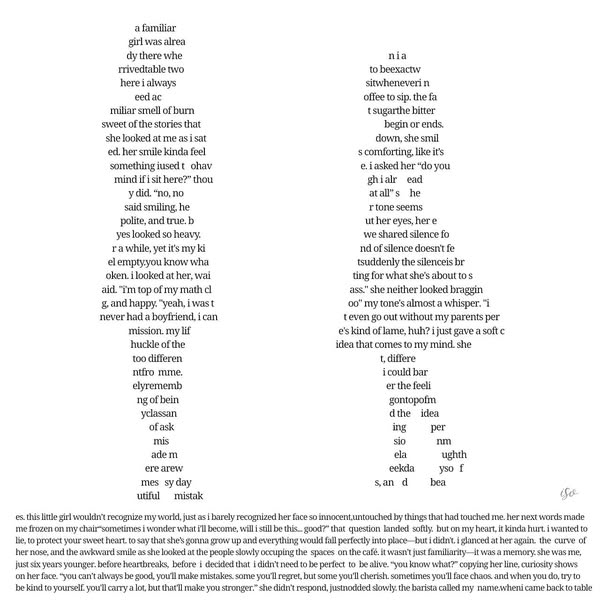 a familiar
girl was alrea
dy there whe n i a
rrivedtable two to beexactw
here i always sitwheneveri n
eed ac offee to sip. the fa
miliar smell of burn t sugarthe bitter
sweet of the stories that begin or ends.
she looked at me as i sat down, she smil
ed. her smile kinda feel s comforting, like it's
something iused t ohav e. i asked her “do you
mind if i sit here?” thou gh i alr ead
y did. “no, no at all” s he
said smiling, he r tone seems
polite, and true. b ut her eyes, her e
yes looked so heavy. we shared silence fo
r a while, yet it's my ki nd of silence doesn't fe
el empty.you know wha tsuddenly the silenceis br
oken. i looked at her, wai ting for what she's about to s
aid. "i'm top of my math cl ass." she neither looked braggin
g, and happy. "yeah, i was t oo" my tone's almost a whisper. "i
never had a boyfriend, i can t even go out without my parents per
mission. my lif e's kind of lame, huh? i just gave a soft c
huckle of the idea that comes to my mind. she
too differen t, differe
ntfro mme. i could bar
elyrememb er the feeli
ng of bein gontopofm
yclassan d the idea
of ask ing per
mis sio nm
ade m ela ughth
ere arew eekda yso f
mes sy day s, an d bea
utiful mistak
es. this little girl wouldn't recognize my world, just as i barely recognized her face so innocent,untouched by things that had touched me. her next words made
me frozen on my chair“sometimes i wonder what i'll become, will i still be this... good?” that question landed softly. but on my heart, it kinda hurt. i wanted to
lie, to protect your sweet heart. to say that she's gonna grow up and everything would fall perfectly into place—but i didn't. i glanced at her again. the curve of
her nose, and the awkward smile as she looked at the people slowly occupying the spaces on the café. it wasn't just familiarity—it was a memory. she was me,
just six years younger. before heartbreaks, before i decided that i didn't need to be perfect to be alive. “you know what?” copying her line, curiosity shows
on her face. “you can't always be good, you'll make mistakes. some you'll regret, but some you'll cherish. sometimes you'll face chaos. and when you do, try to
be kind to yourself. you'll carry a lot, but that'll make you stronger.” she didn't respond, justnodded slowly. the barista called my name.wheni came back to table